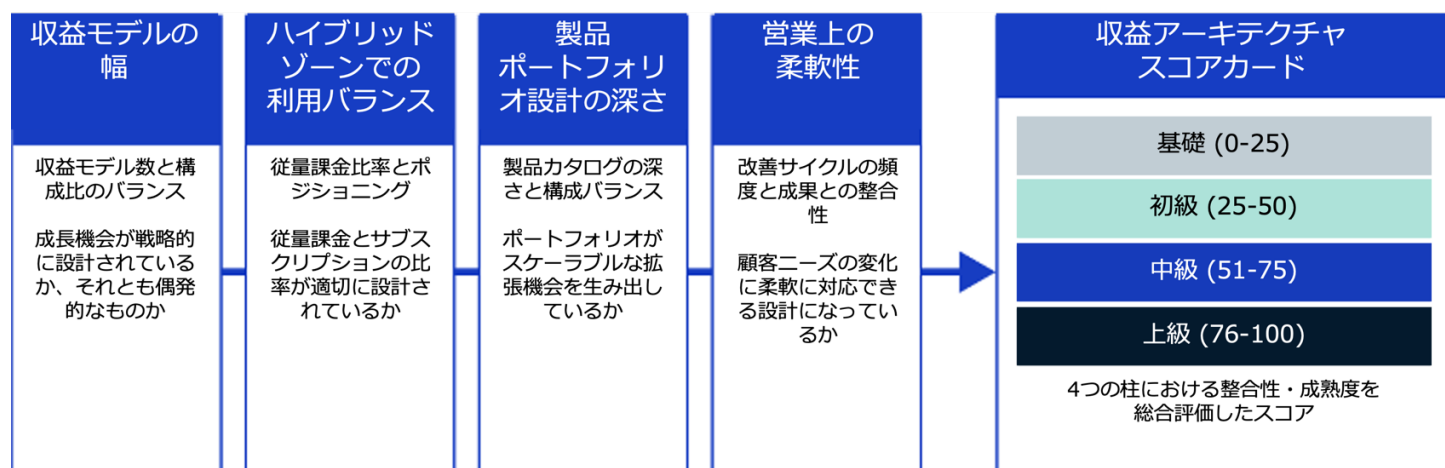 収益モデルの
幅
収益モデル数と構
成比のバランス
成長機会が戦略的
に設計されている
か、それとも偶発
的なものか
ハイブリッド
ゾーンでの
利用バランス
従量課金比率とポ
ジショニング
従量課金とサブス
クリプションの比
率が適切に設計さ
れているか
製品
ポートフォリ
オ設計の深さ
製品カタログの深
さと構成バランス
ポートフォリオが
スケーラブルな拡
張機会を生み出し
ているか
営業上の
柔軟性
改善サイクルの頻
度と成果との整合
性
顧客ニーズの変化
に柔軟に対応でき
る設計になってい
るか
収益アーキテクチャ
スコアカード
基礎 (0-25)
初級 (25-50)
中級 (51-75)
上級 (76-100)
4つの柱における整合性・成熟度を
総合評価したスコア